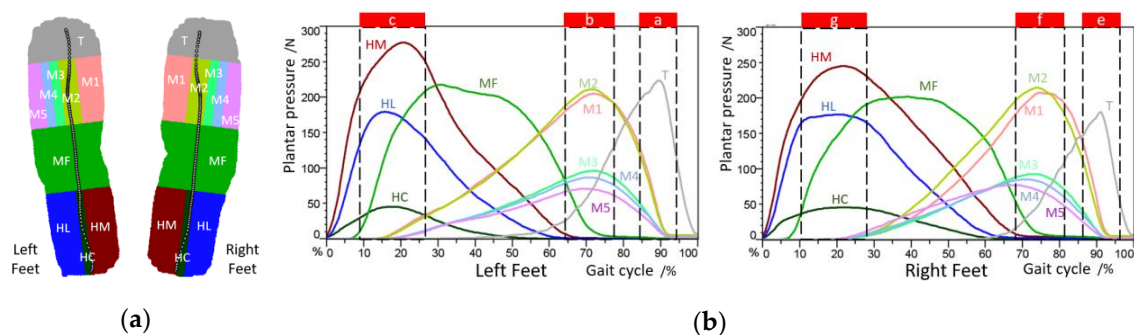 T
T
M3
M1
M4
M2
M5
M1
M3
M2
M4
M5
MF
MF
HL
HM
HM
HL
HC
HC
Left
Feet
Right
Feet
(a)
c
b
a
Plantar pressure /N
300
250
200
150
100
50
HM
MF
HL
HC
M2
M1
T
M3
M4
M5
% 0 10 20 30 40 50 60 70 80 90 100
Left Feet
Gait cycle /%
g
f
e
Plantar pressure /N
300
250
200
150
100
50
HM
HL
MF
HC
M2
M1
T
M3
M4
M5
% 0 10 20 30 40 50 60 70 80 90 100
Right Feet
Gait cycle /%
(b)